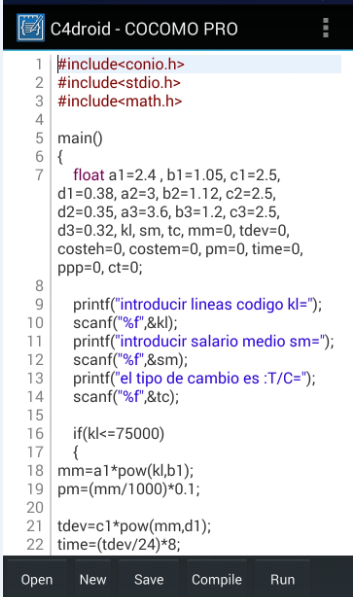 C4droid - COCOMO PRO
1 #include<conio.h>
2 #include<stdio.h>
3 #include<math.h>
4
5 main()
6 {
7 float a1=2.4 , b1=1.05, c1=2.5,
d1=0.38, a2=3, b2=1.12, c2=2.5,
d2=0.35, a3=3.6, b3=1.2, c3=2.5,
d3=0.32, kl, sm, tc, mm=0, tdev=0,
costeh=0, costem=0, pm=0, time=0,
ppp=0, ct=0;
8
9 printf("introducir lineas codigo kl=");
10 scanf("%f",&kl);
11 printf("introducir salario medio sm=");
12 scanf("%f",&sm);
13 printf("el tipo de cambio es :T/C=");
14 scanf("%f",&tc);
15
16 if(kl<=75000)
17 {
18 mm=a1*pow(kl,b1);
19 pm=(mm/1000)*0.1;
20
21 tdev=c1*pow(mm,d1);
22 time=(tdev/24)*8;
Open New Save Compile Run